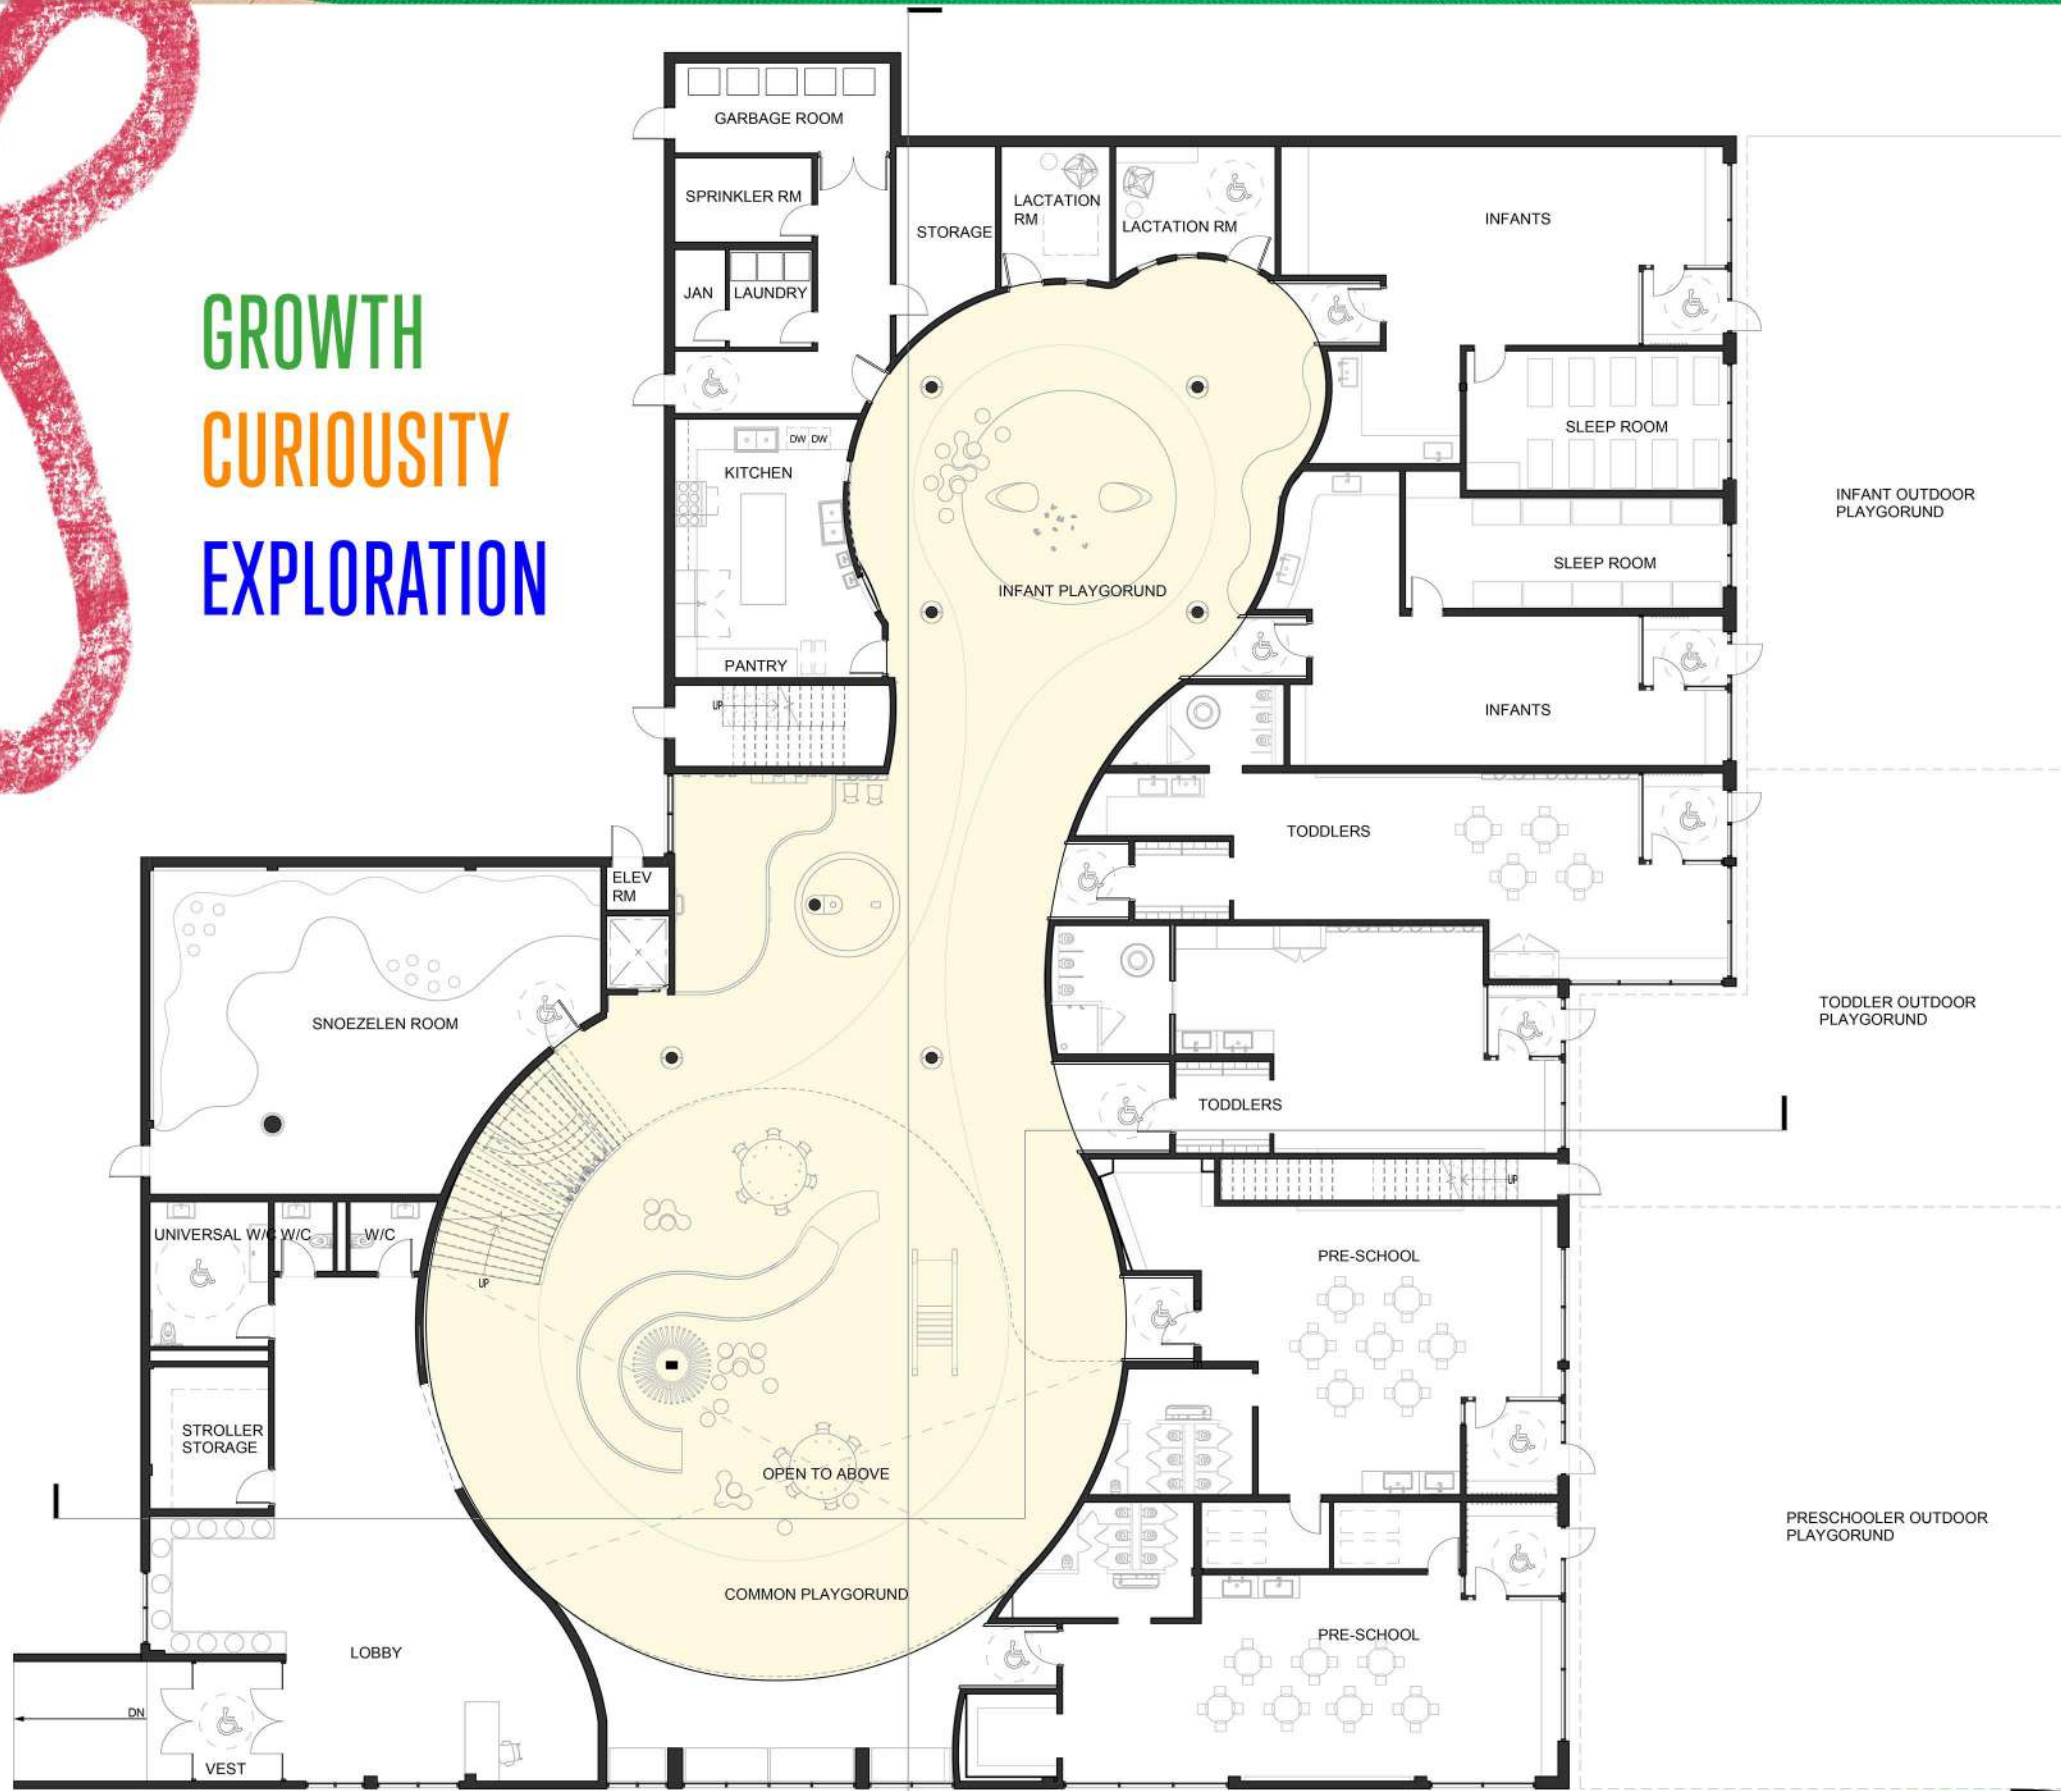 GROWTH
CURIOUSITY
EXPLORATION
GARBAGE ROOM
SPRINKLER RM
STORAGE
LACTATION
RM
LACTATION RM
INFANTS
JAN
LAUNDRY
DW DW
KITCHEN
SLEEP ROOM
INFANT OUTDOOR
PLAYGORUND
SLEEP ROOM
INFANT PLAYGORUND
PANTRY
UP
INFANTS
TODDLERS
ELEV
RM
SNOEZELEN ROOM
TODDLER OUTDOOR
PLAYGORUND
TODDLERS
UP
UNIVERSAL W/C
W/C
W/C
UP
PRE-SCHOOL
STROLLER
STORAGE
OPEN TO ABOVE
PRESCHOOLER OUTDOOR
PLAYGORUND
COMMON PLAYGORUND
LOBBY
PRE-SCHOOL
DN
VEST